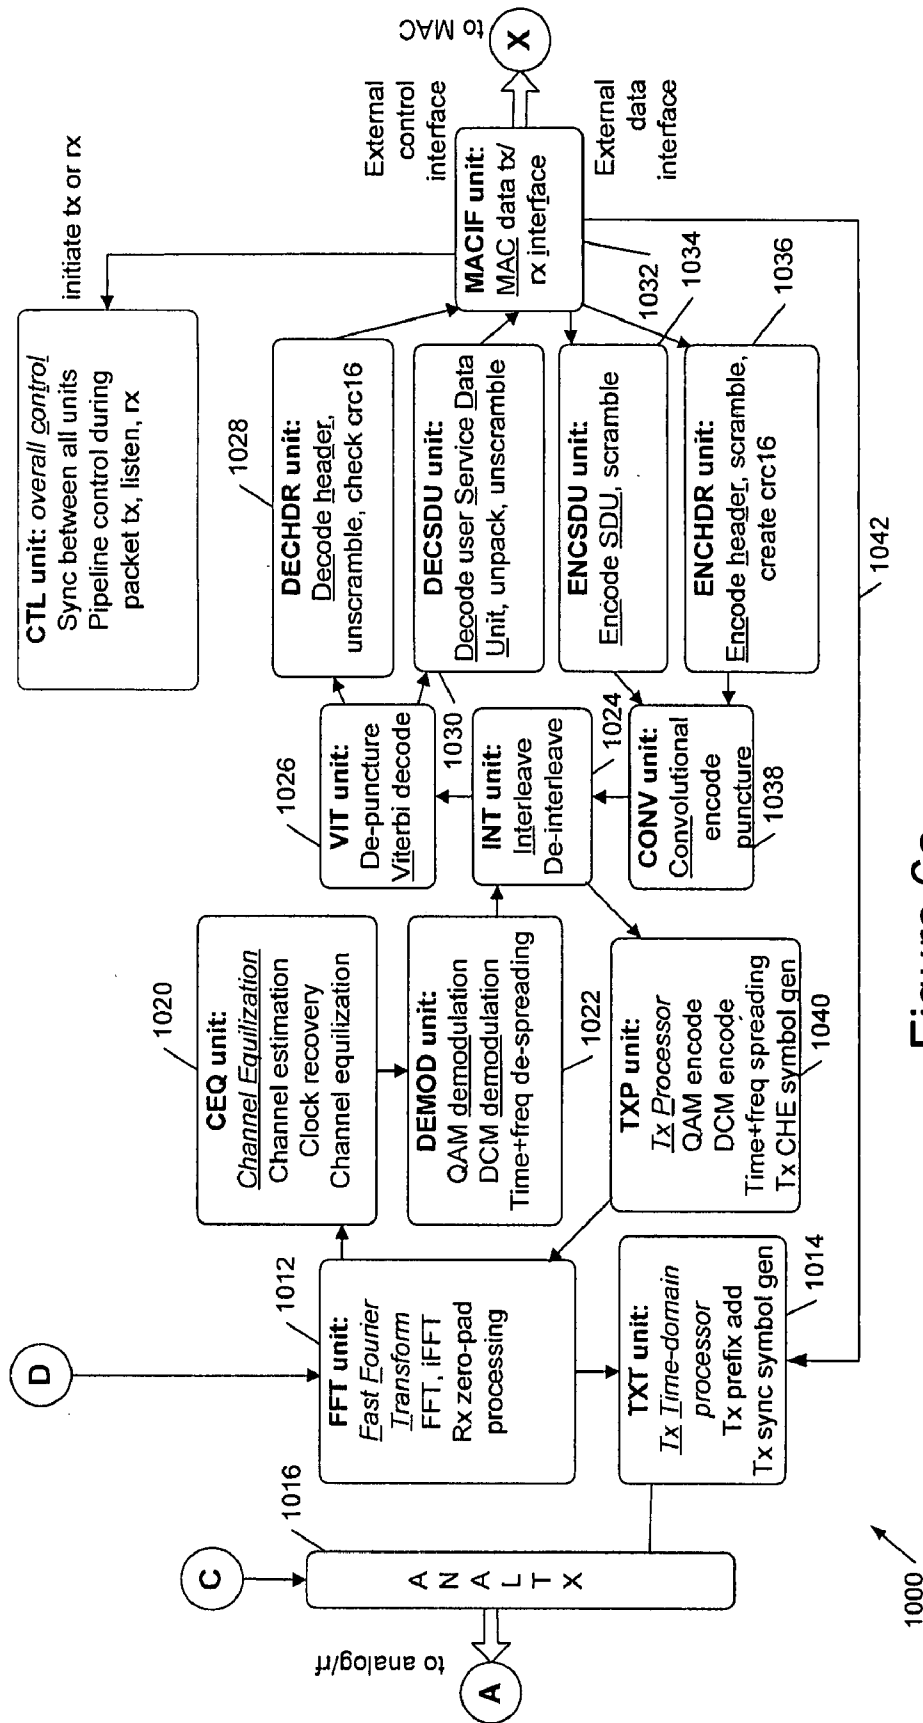 D
C
A
to analog/rf
1016
A
N
A
L
T
X
1012
FFT unit:
Fast Fourier
Transform
FFT, iFFT
Rx zero-pad
processing
TXT unit:
Tx Time-domain
processor
Tx prefix add
Tx sync symbol gen
1014
1020
CEQ unit:
Channel Equilization
Channel estimation
Clock recovery
Channel equilization
DEMOD unit:
QAM demodulation
DCM demodulation
Time+freq de-spreading
1022
TXP unit:
Tx Processor
QAM encode
DCM encode
Time+freq spreading
Tx CHE symbol gen
1040
1026
VIT unit:
De-puncture
Viterbi decode
1030
INT unit:
Interleave
De-interleave
1024
CONV unit:
Convolutional
encode
puncture
1038
CTL unit: overall control
Sync between all units
Pipeline control during
packet tx, listen, rx
initiate tx or rx
1028
DECHDR unit:
Decode header,
unscramble, check crc16
DECSDU unit:
Decode user Service Data
Unit, unpack, unscramble
ENCSDU unit:
Encode SDU, scramble
ENCHDR unit:
Encode header, scramble,
create crc16
1032
1034
1036
MACIF unit:
MAC data tx/
rx interface
External
control
interface
External
data
interface
X
to MAC
1042
1000